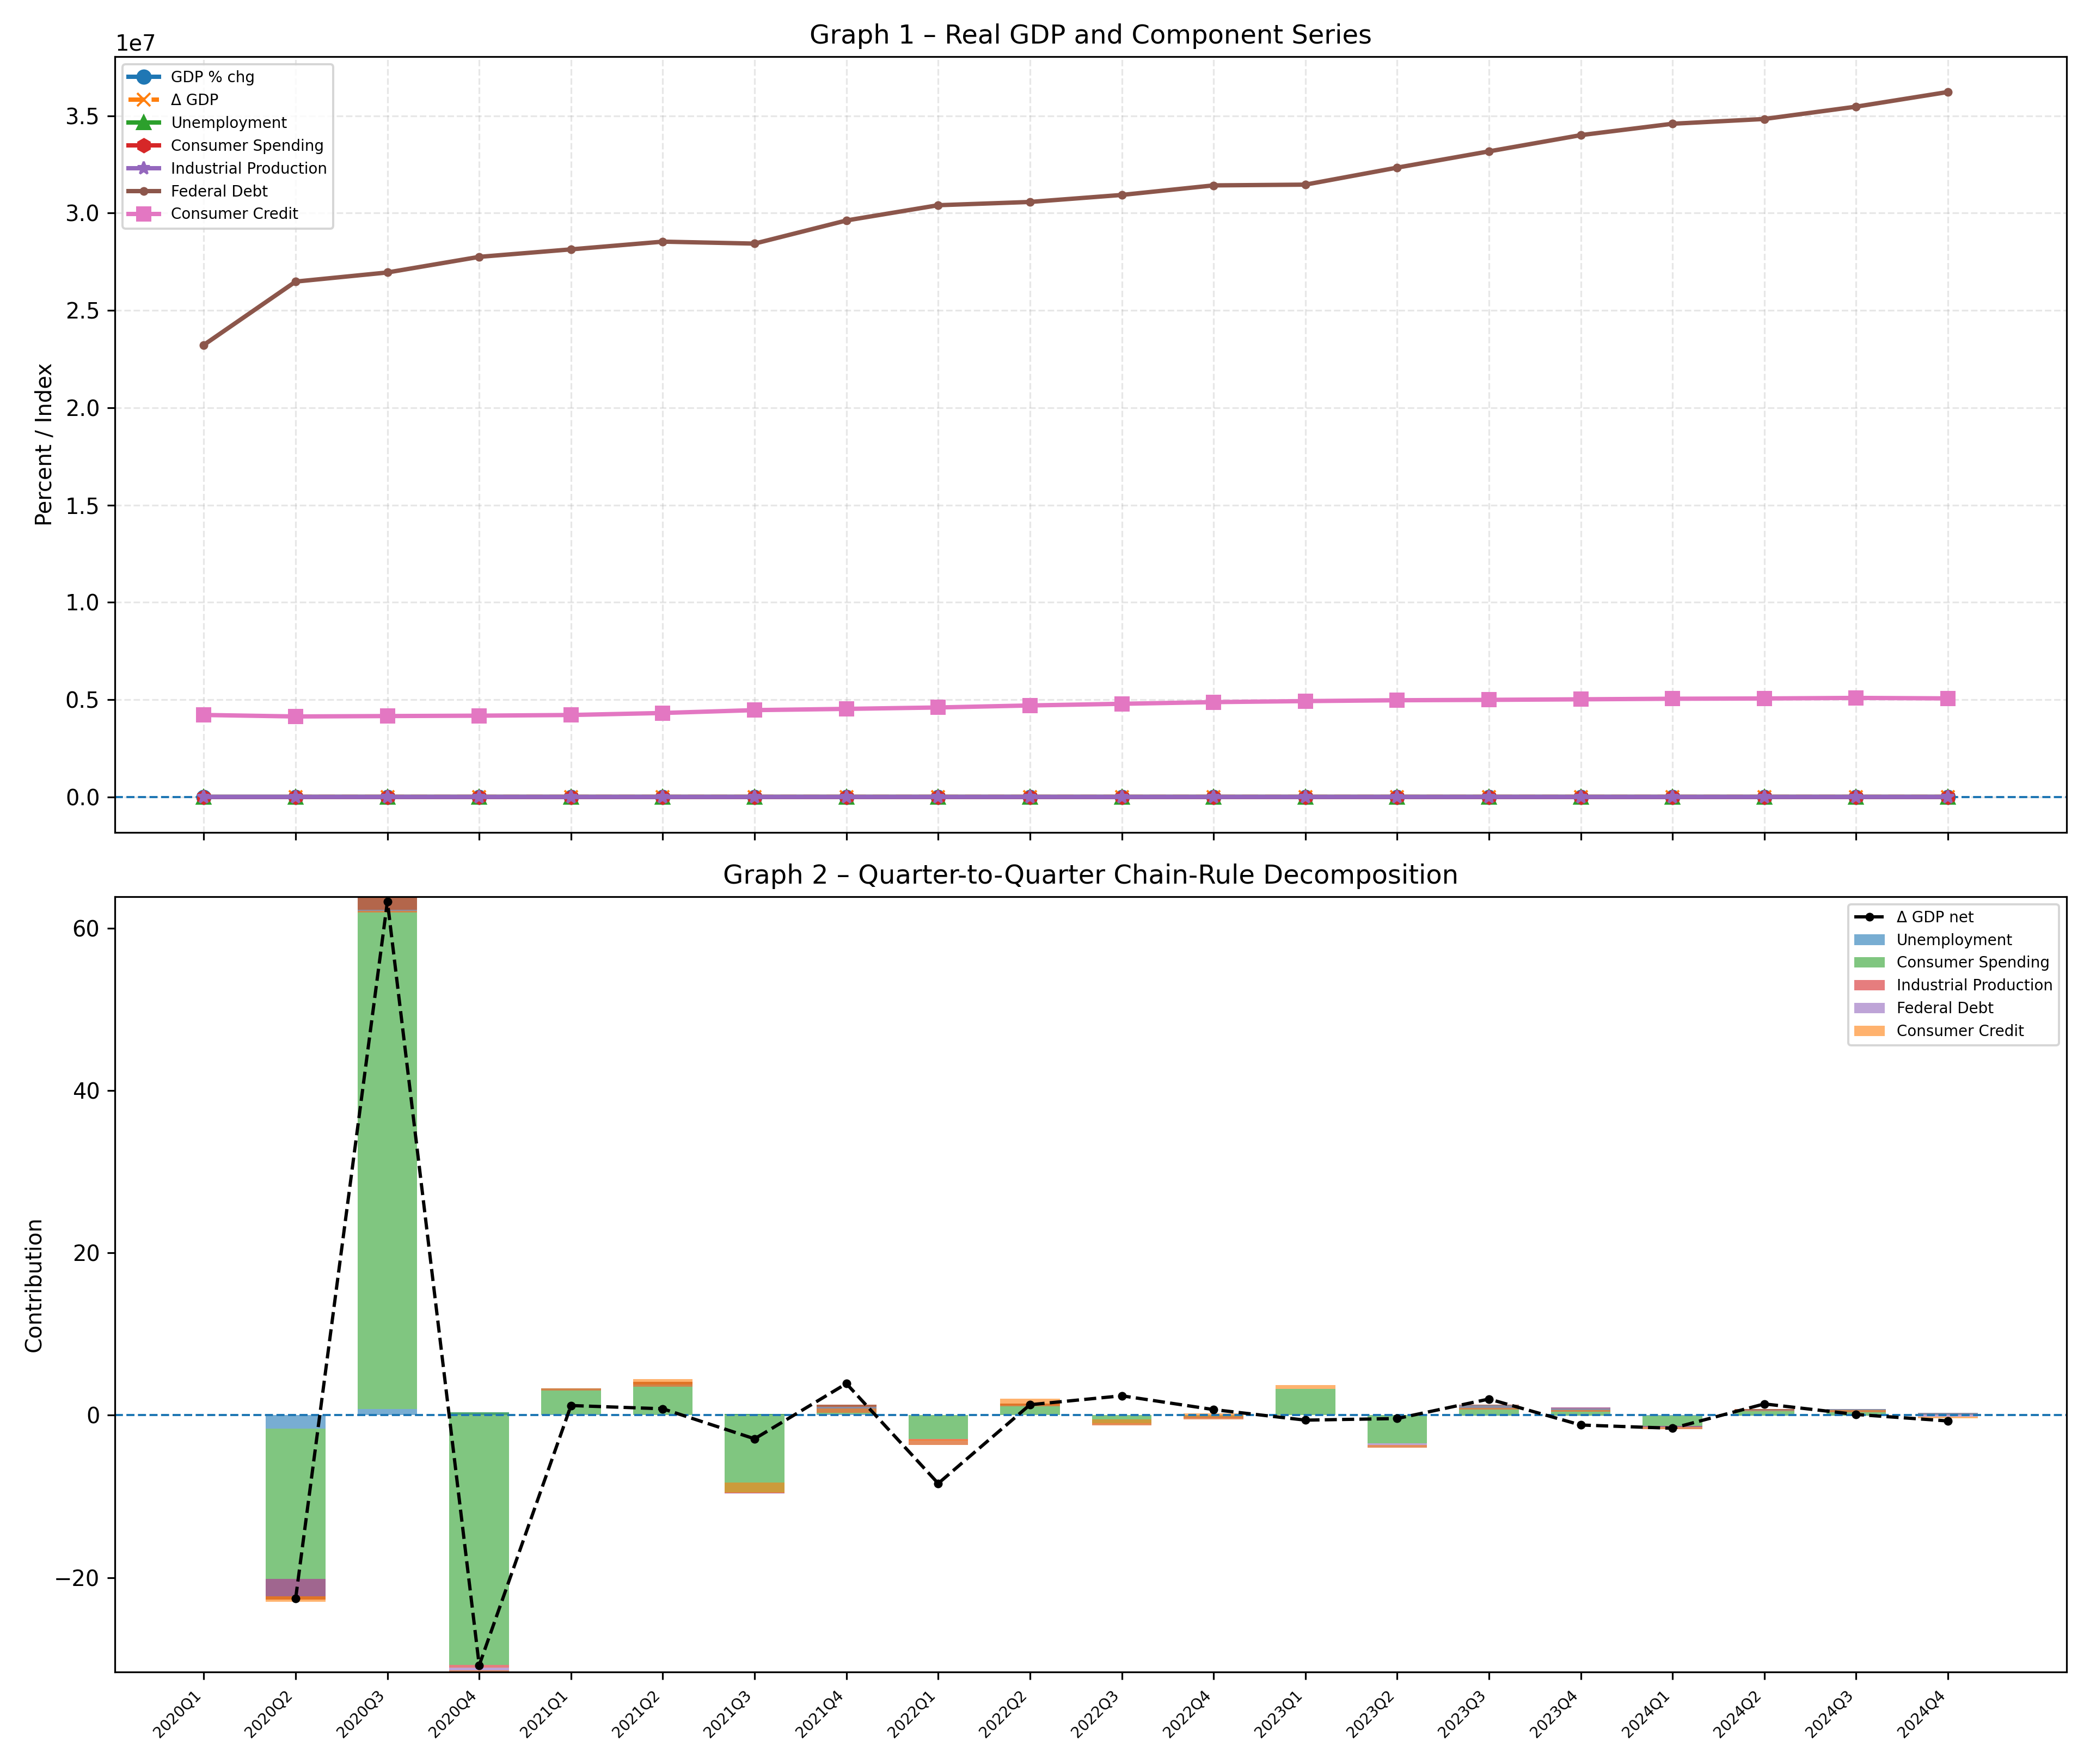 Graph 1 – Real GDP and Component Series
1e7
GDP % chg
Δ GDP
Unemployment
Consumer Spending
Industrial Production
Federal Debt
Consumer Credit
Percent / Index
3.5
3.0
2.5
2.0
1.5
1.0
0.5
0.0
Graph 2 – Quarter-to-Quarter Chain-Rule Decomposition
Δ GDP net
Unemployment
Consumer Spending
Industrial Production
Federal Debt
Consumer Credit
Contribution
60
40
20
0
−20
2020Q1
2020Q2
2020Q3
2020Q4
2021Q1
2021Q2
2021Q3
2021Q4
2022Q1
2022Q2
2022Q3
2022Q4
2023Q1
2023Q2
2023Q3
2023Q4
2024Q1
2024Q2
2024Q3
2024Q4